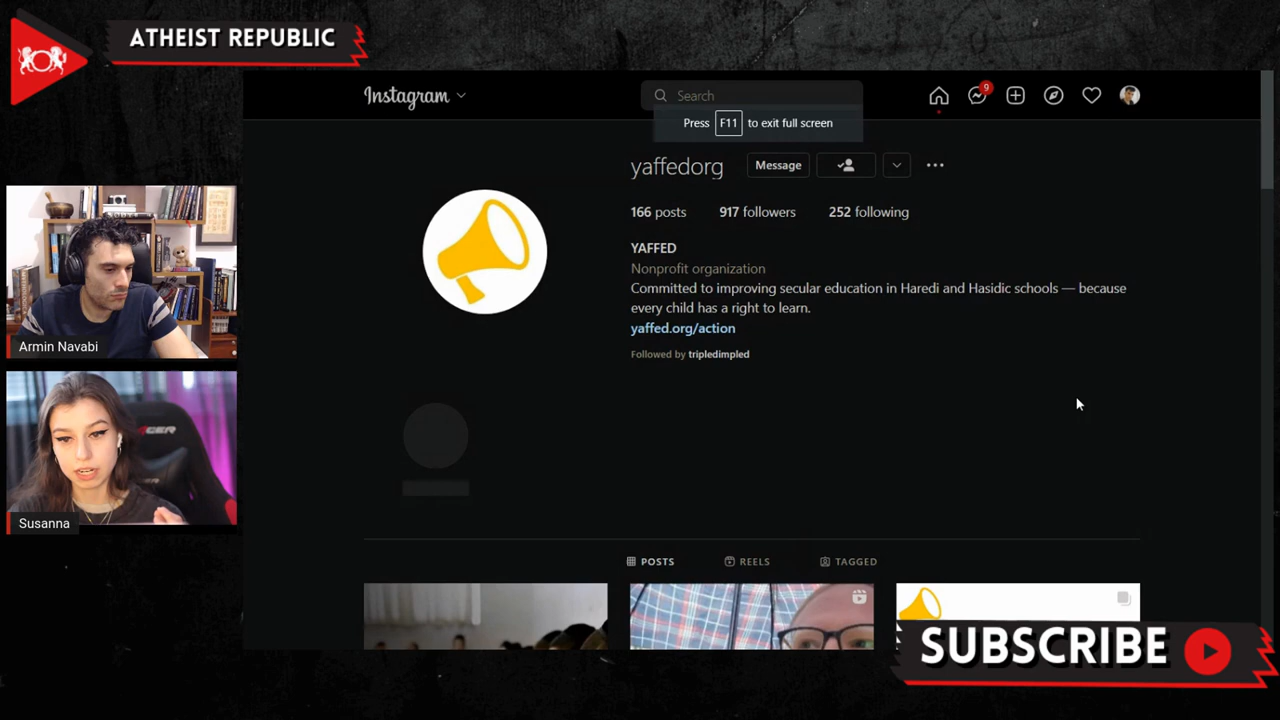 ATHEIST REPUBLIC
Instagram
Search
9
Press F11 to exit full screen
yaffedorg
Message
166 posts 917 followers 252 following
YAFFED
Nonprofit organization
Committed to improving secular education in Haredi and Hasidic schools — because
every child has a right to learn.
yaffed.org/action
Followed by tripledimpled
Armin Navabi
Susanna
POSTS REELS TAGGED
SUBSCRIBE